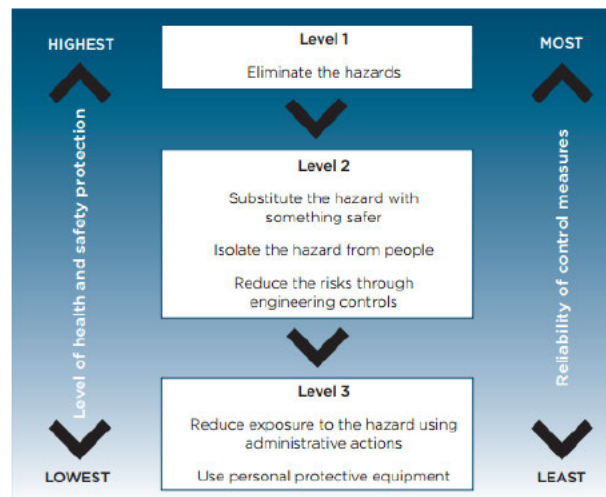 HIGHEST
Level 1
MOST
Eliminate the hazards
Level of health and safety protection
Reliability of control measures
Level 2
Substitute the hazard with
something safer
Isolate the hazard from people
Reduce the risks through
engineering controls
Level 3
Reduce exposure to the hazard using
administrative actions
Use personal protective equipment
LOWEST
LEAST